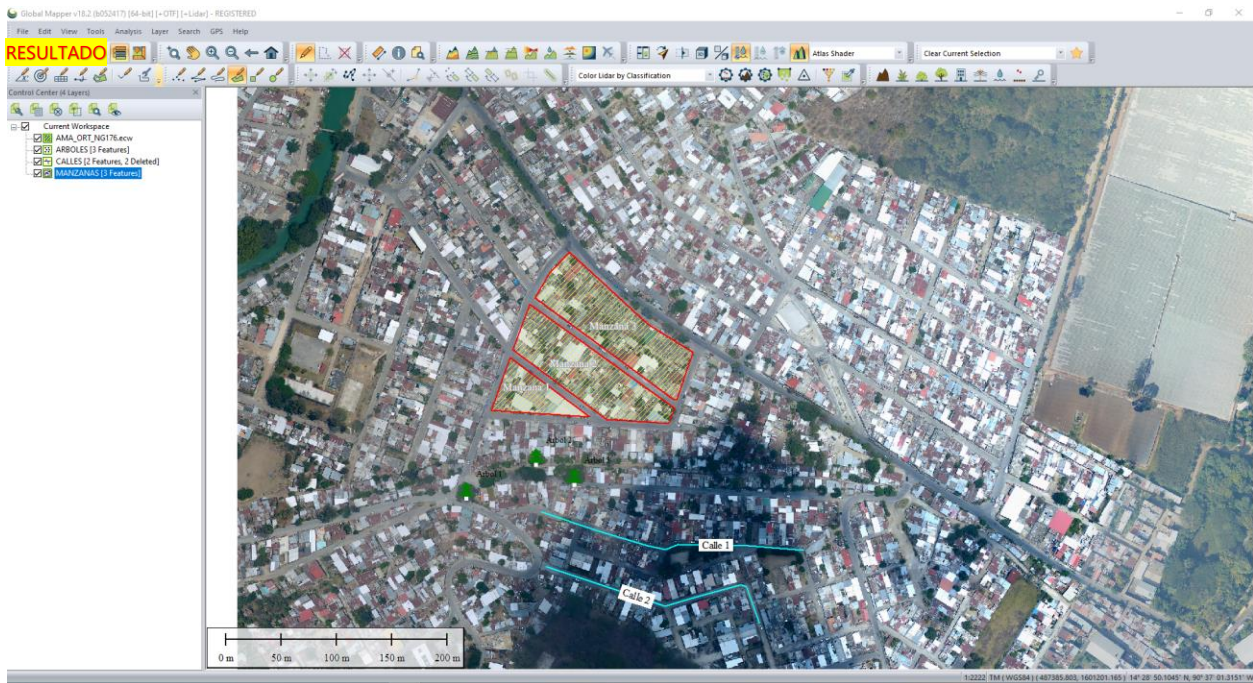 Global Mapper v18.2 (b052417) [64-bit] [+OTF] [+Lidar] - REGISTERED
File Edit View Tools Analysis Layer Search GPS Help
RESULTADO
Atlas Shader
Clear Current Selection
Color Lidar by Classification
Control Center (4 Layers)
Current Workspace
AMA_ORT_NG176.ecw
ARBOLES [3 Features]
CALLES [2 Features, 2 Deleted]
MANZANAS [3 Features]
Manzana 3
Manzana 2
Manzana 1
Arbol 2
Arbol 3
Arbol 1
Calle 1
Calle 2
0 m 50 m 100 m 150 m 200 m
1:2222 TM ( WGS84 ) ( 487385.803, 1601201.165 ) 14° 28' 50.1045" N, 90° 37' 01.3151" W